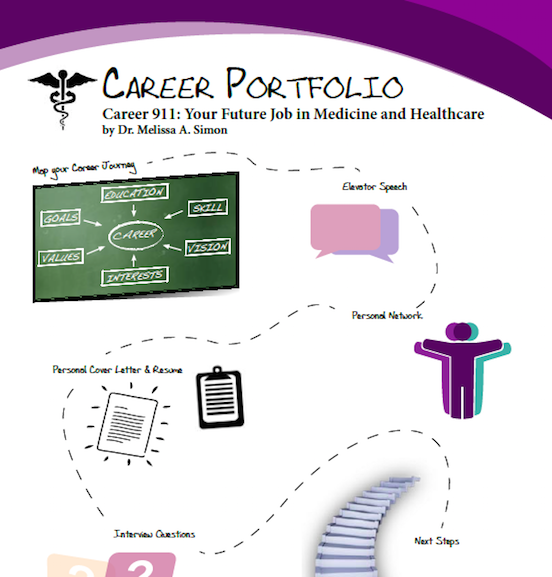 CAREER PORTFOLIO
Career 911: Your Future Job in Medicine and Healthcare
by Dr. Melissa A. Simon
Map your Career Journey
EDUCATION
GOALS
SKILL
CAREER
VALUES
VISION
INTERESTS
Elevator Speech
Personal Network
Personal Cover Letter & Resume
Interview Questions
? ?
Next Steps